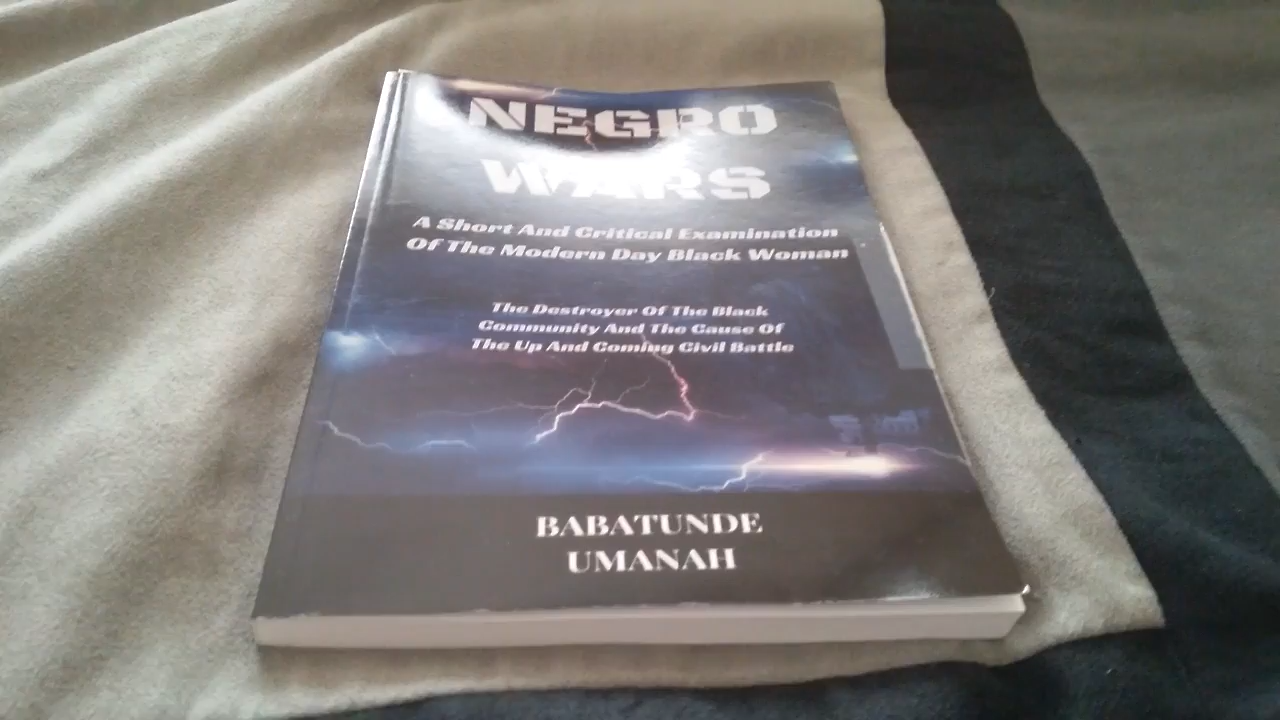 NEGRO
WARS
A Short And Critical Examination
Of The Modern Day Black Woman
The Destroyer Of The Black
Community And The Cause Of
The Up And Coming Civil Battle
BABATUNDE
UMANAH